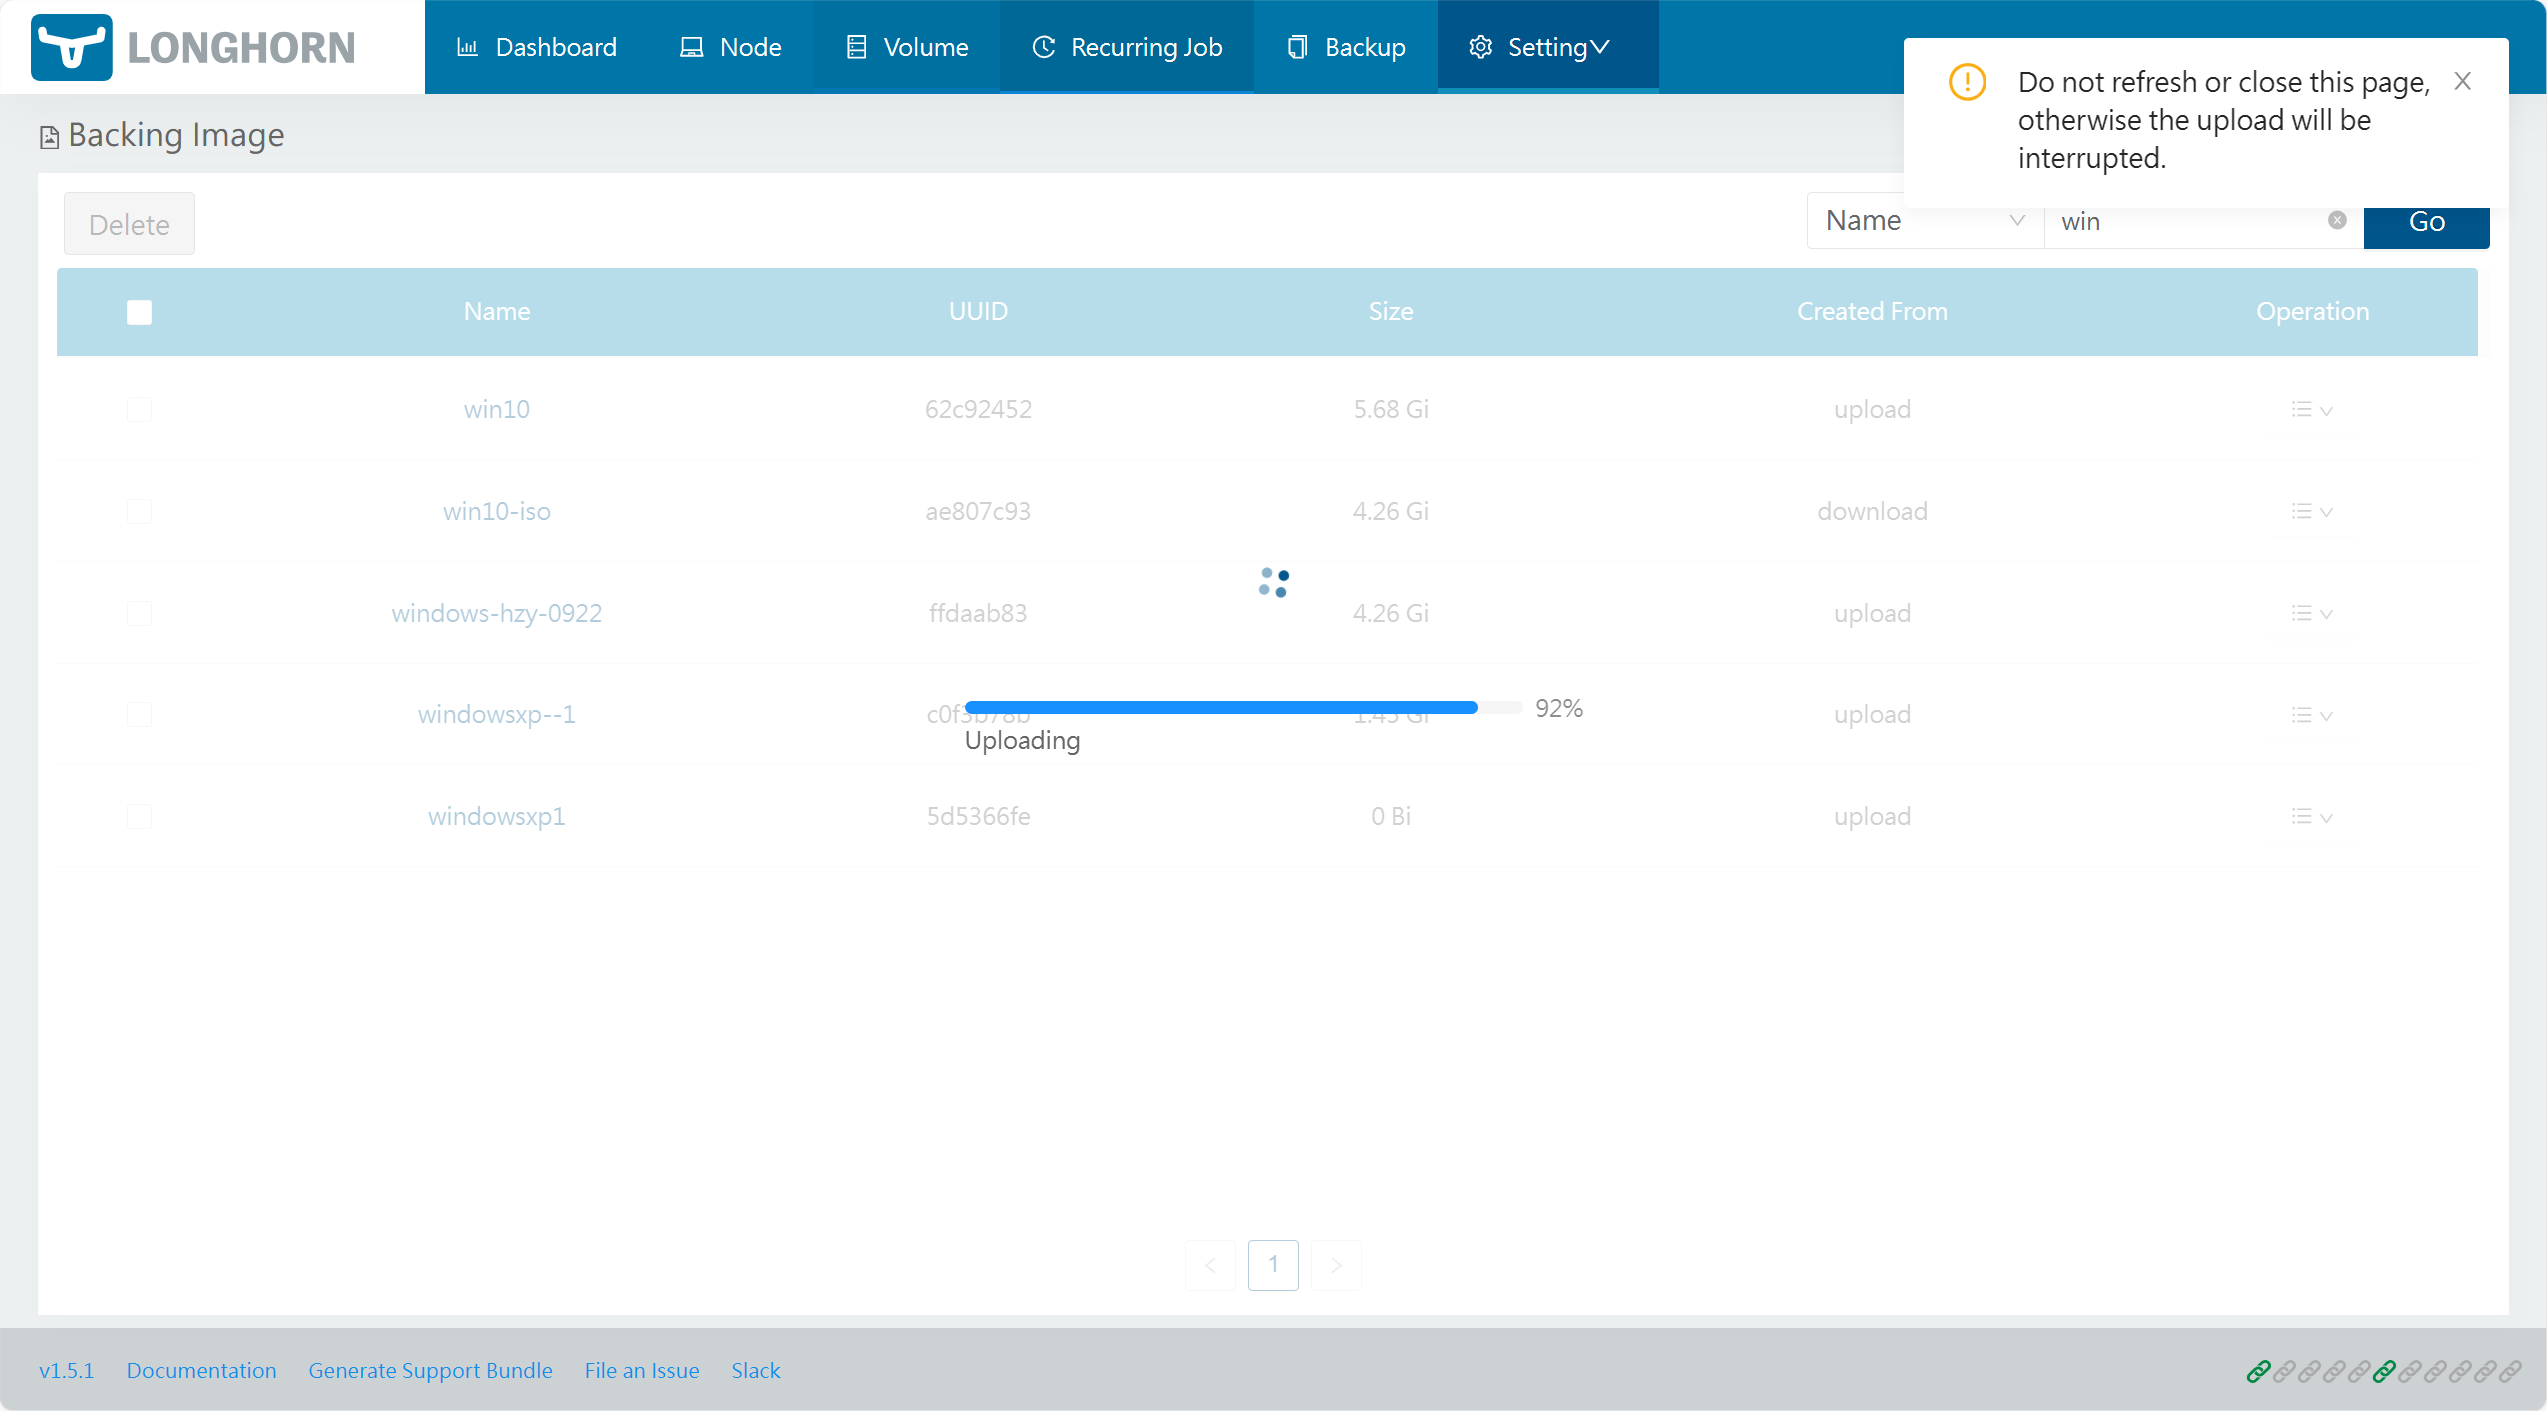 LONGHORN
Dashboard
Node
Volume
Recurring Job
Backup
Setting
Do not refresh or close this page,
otherwise the upload will be
interrupted.
Backing Image
Delete
Name
win
Go
Name UUID Size Created From Operation
win10 62c92452 5.68 Gi upload
win10-iso ae807c93 4.26 Gi download
windows-hzy-0922 ffdaab83 4.26 Gi upload
windowsxp--1 c0f3b78b 1.45 Gi upload
92%
Uploading
windowsxp1 5d5366fe 0 Bi upload
1
v1.5.1 Documentation Generate Support Bundle File an Issue Slack